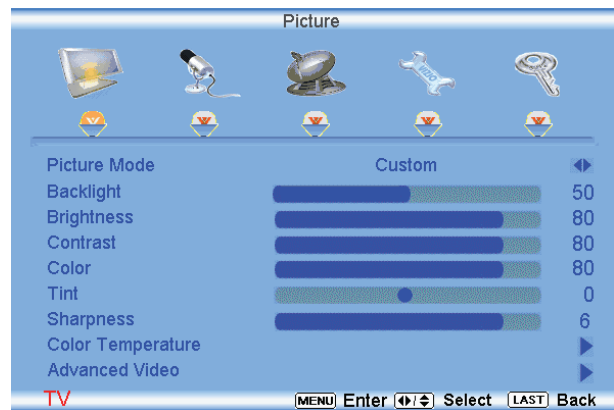 Picture
Picture Mode Custom
Backlight 50
Brightness 80
Contrast 80
Color 80
Tint 0
Sharpness 6
Color Temperature
Advanced Video
TV MENU Enter / Select LAST Back